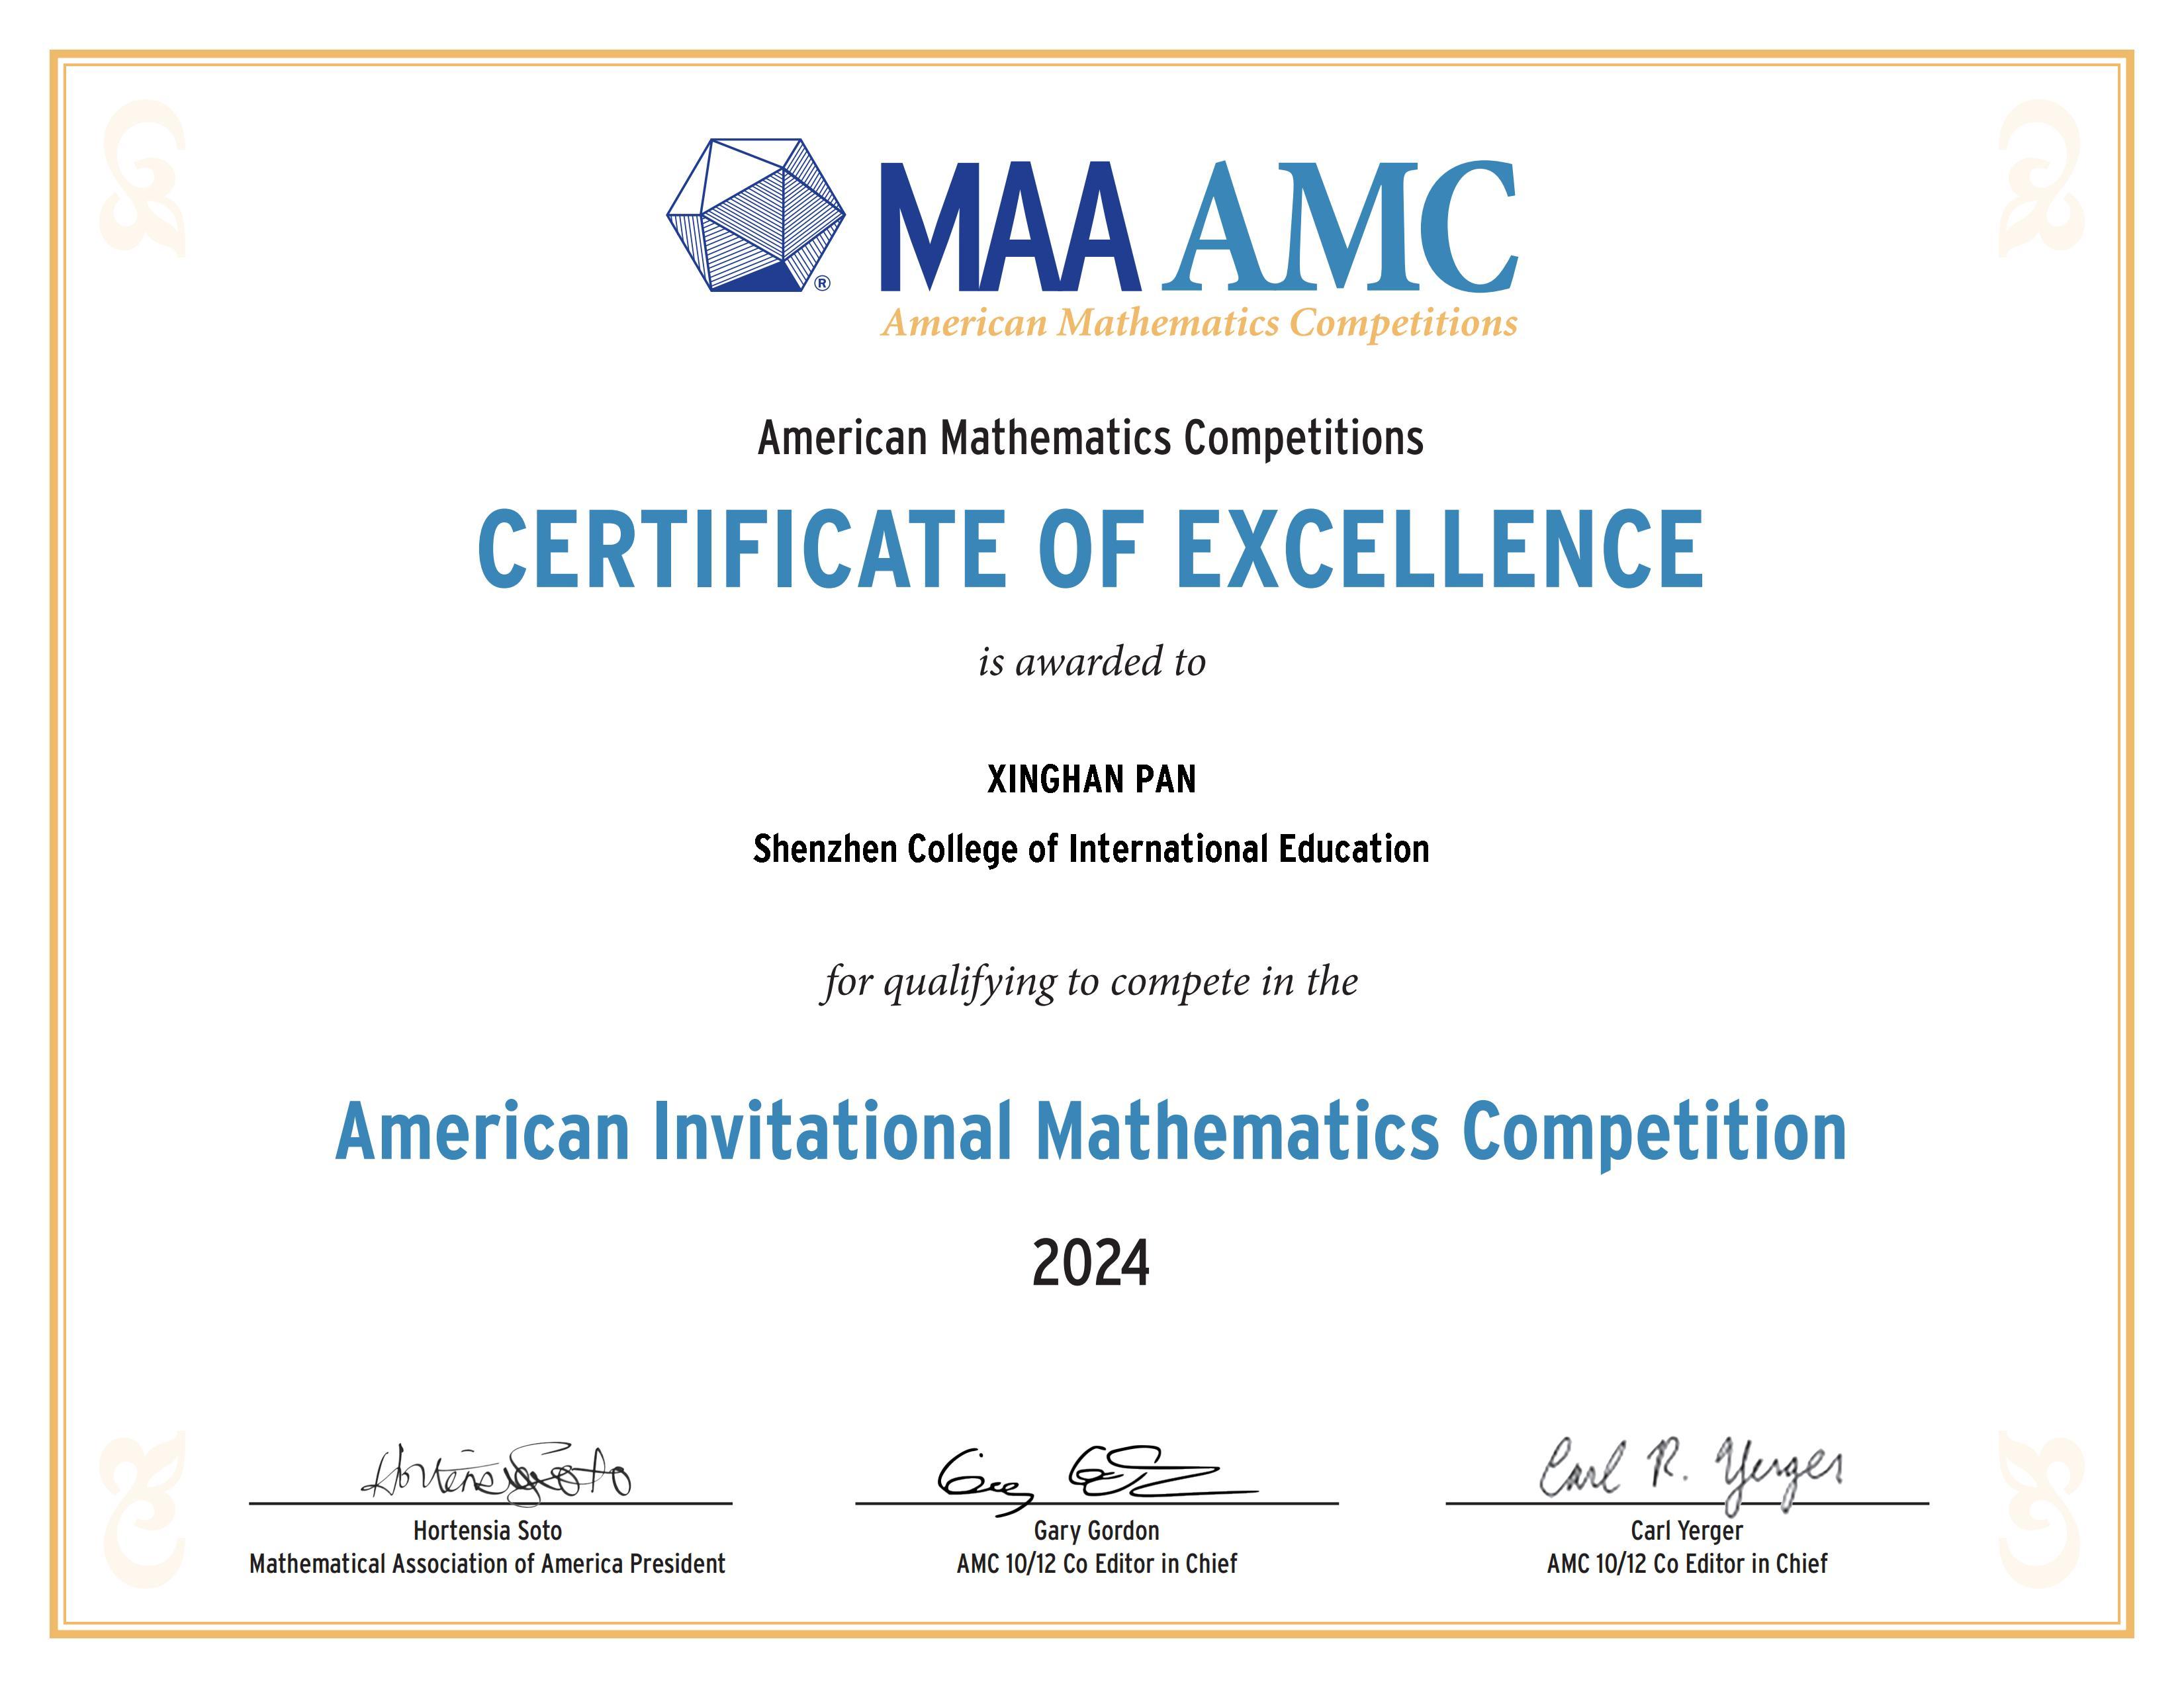 MAA AMC
American Mathematics Competitions
American Mathematics Competitions
CERTIFICATE OF EXCELLENCE
is awarded to
XINGHAN PAN
Shenzhen College of International Education
for qualifying to compete in the
American Invitational Mathematics Competition
2024
Hortensia Soto
Gary Gordon
Carl R. Yerger
Hortensia Soto
Mathematical Association of America President
Gary Gordon
AMC 10/12 Co Editor in Chief
Carl Yerger
AMC 10/12 Co Editor in Chief